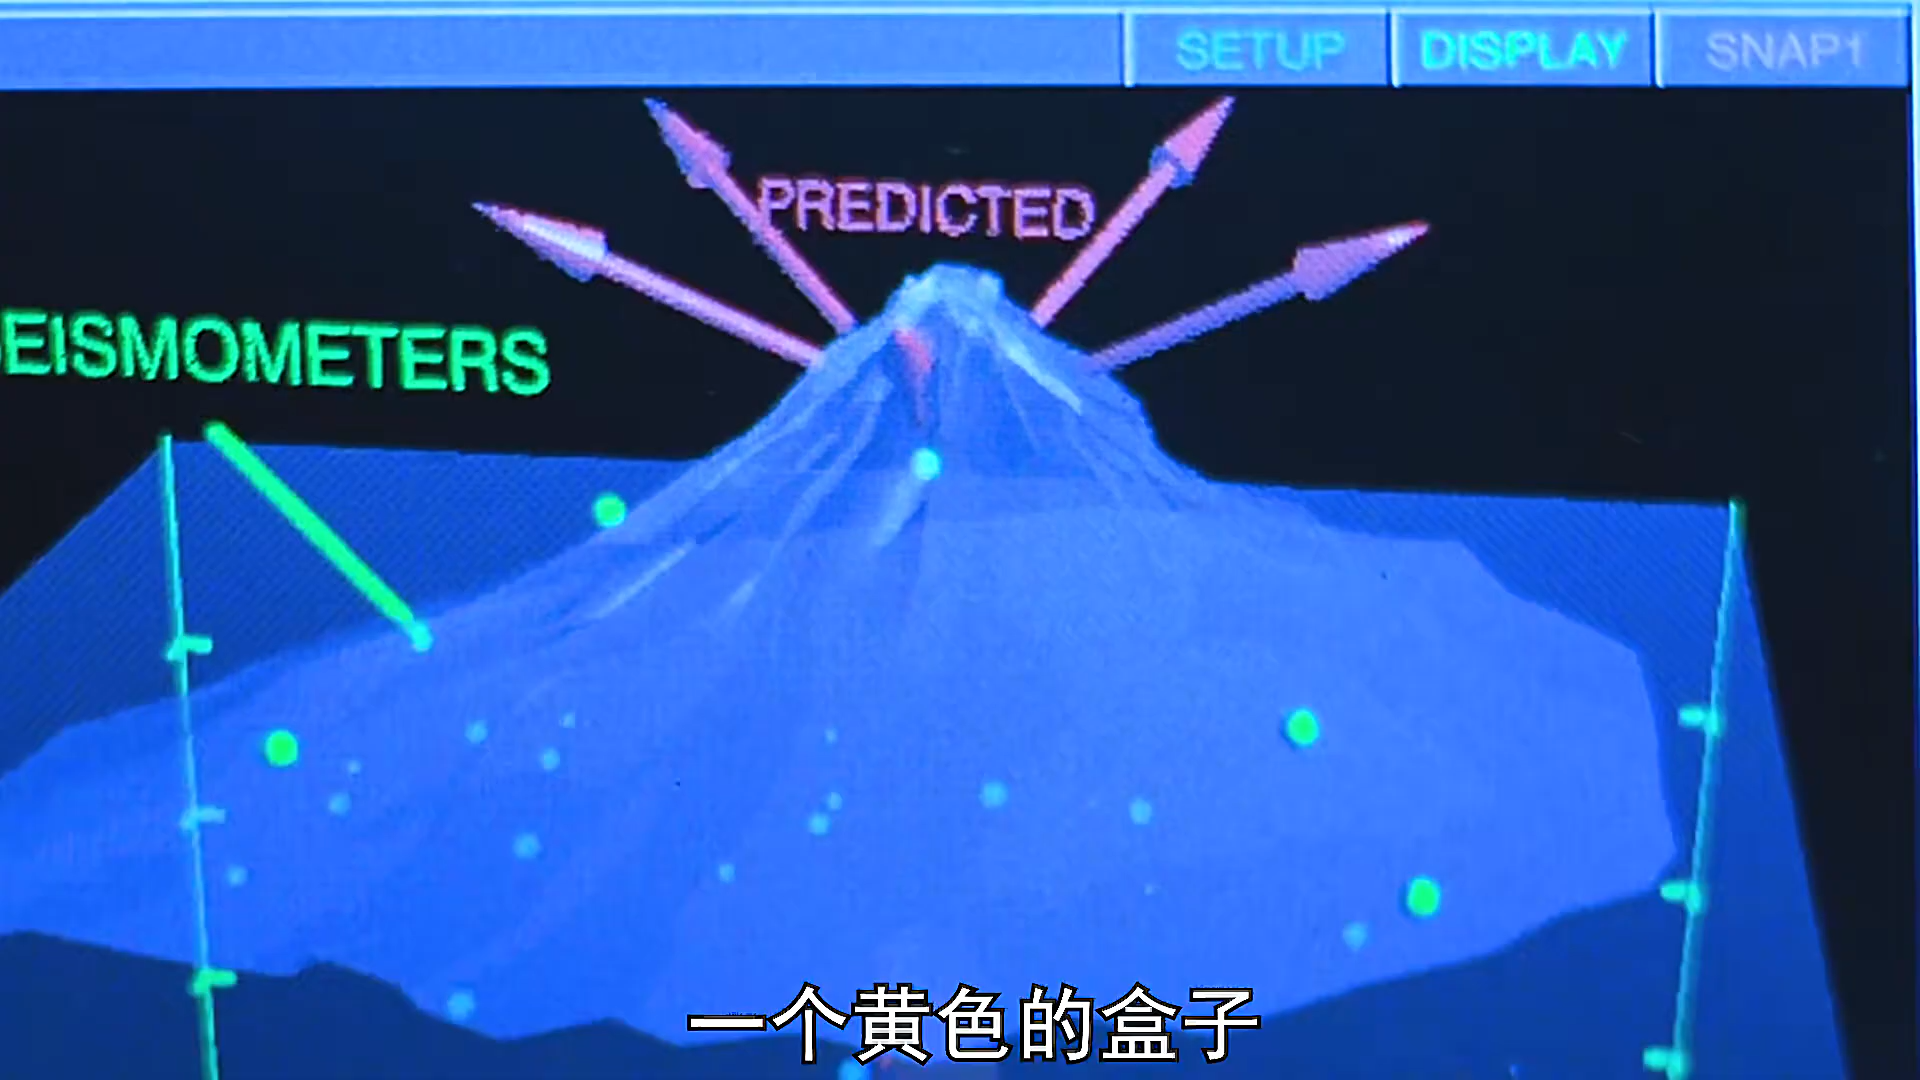 SETUP DISPLAY SNAP1
PREDICTED
EISMOMETERS
一个黄色的盒子